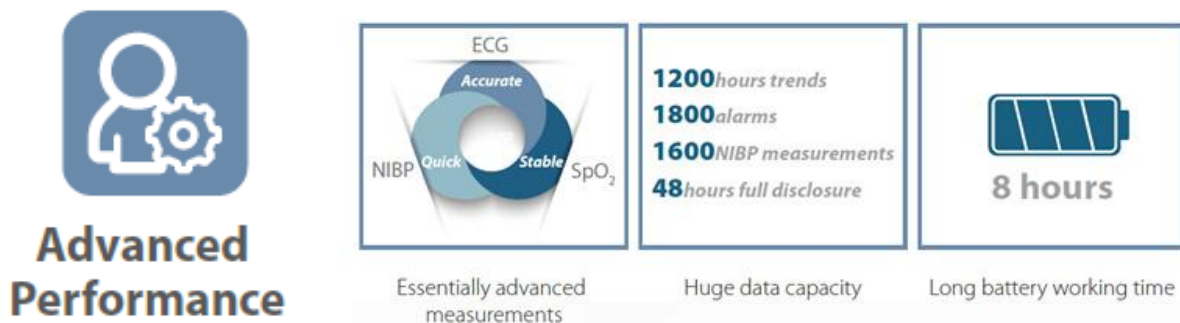 Advanced
Performance
ECG
Accurate
NIBP
Quick
Stable
SpO₂
Essentially advanced
measurements
1200hours trends
1800alarms
1600NIBP measurements
48hours full disclosure
Huge data capacity
8 hours
Long battery working time